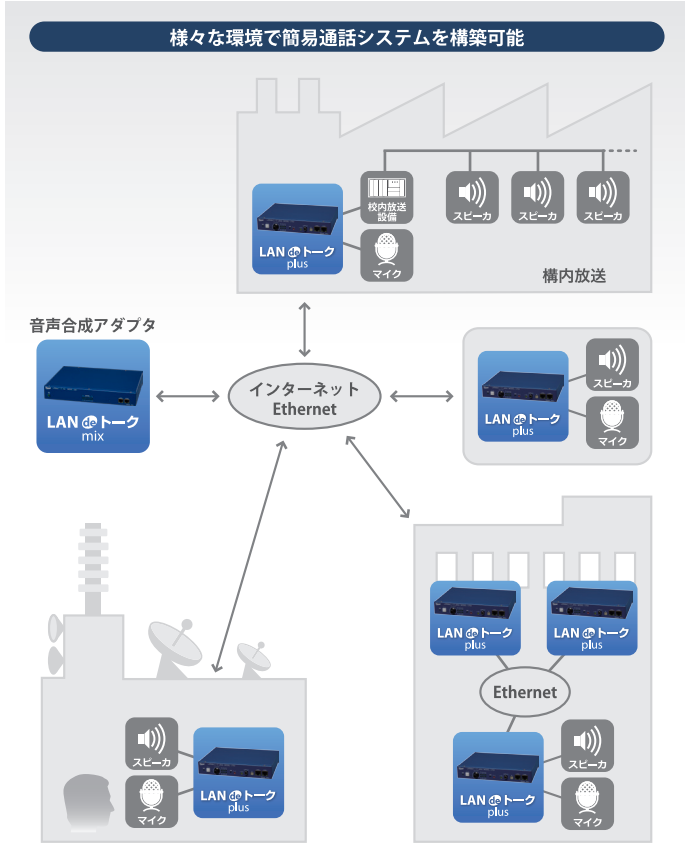 様々な環境で簡易通話システムを構築可能
校内放送
設備
スピーカ
スピーカ
スピーカ
LAN de トーク
plus
マイク
構内放送
音声合成アダプタ
LAN de トーク
mix
インターネット
Ethernet
LAN de トーク
plus
スピーカ
マイク
LAN de トーク
plus
LAN de トーク
plus
Ethernet
スピーカ
マイク
LAN de トーク
plus
LAN de トーク
plus
スピーカ
マイク